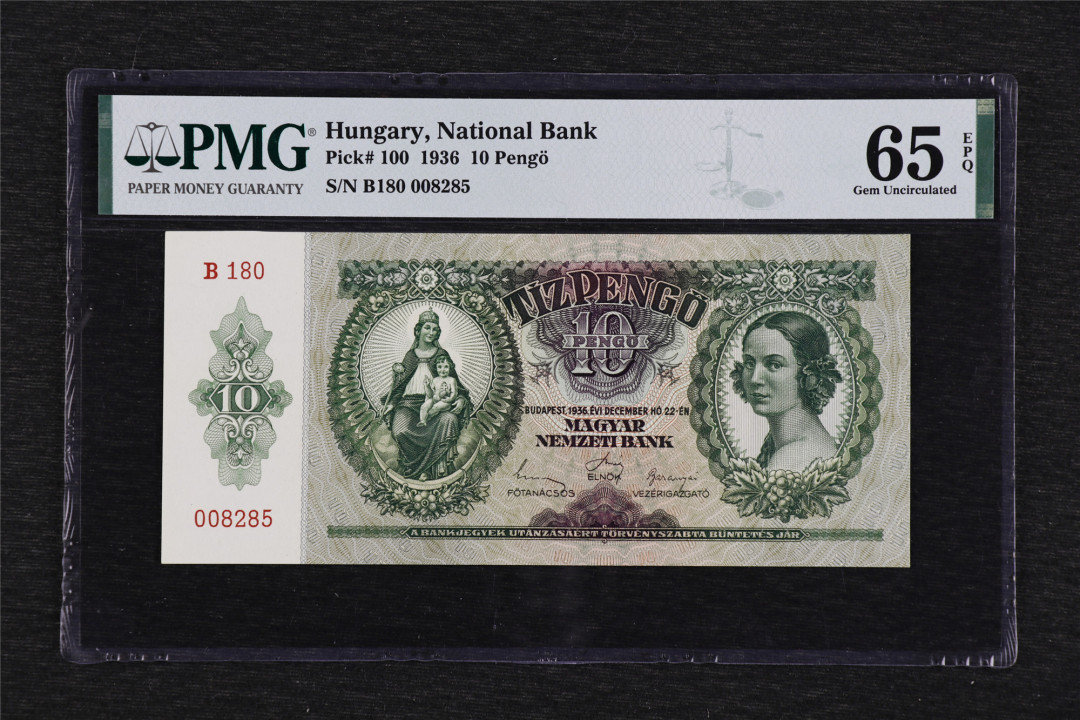 PMG®
PAPER MONEY GUARANTY
Hungary, National Bank
Pick# 100 1936 10 Pengö
S/N B180 008285
65
EPQ
Gem Uncirculated
B 180
TÍZPENGŐ
10
PENGŐ
10
BUDAPEST, 1936. ÉVI DECEMBER HÓ 22-ÉN
MAGYAR
NEMZETI BANK
ELNÖK
FŐTANÁCSOS VEZÉRIGAZGATÓ
008285
A BANKJEGYEK UTÁNZÁSÁÉRT TÖRVÉNYSZABTA BÜNTETÉS JÁR